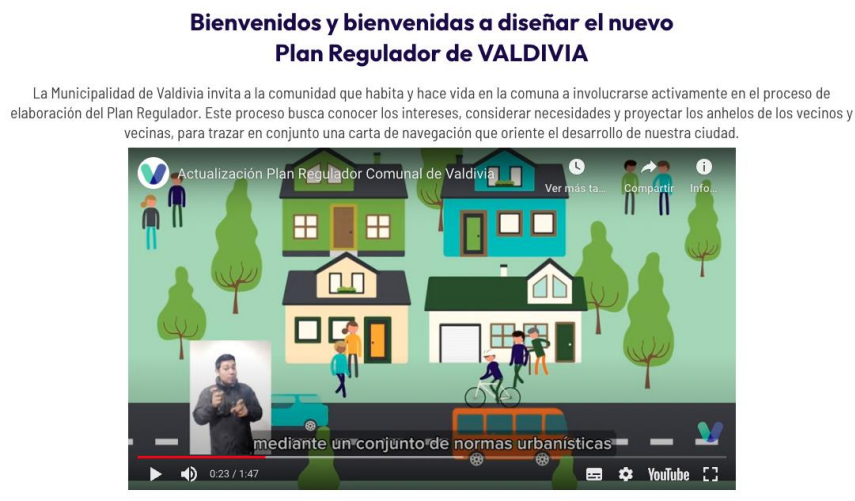 Bienvenidos y bienvenidas a diseñar el nuevo
Plan Regulador de VALDIVIA
La Municipalidad de Valdivia invita a la comunidad que habita y hace vida en la comuna a involucrarse activamente en el proceso de
elaboración del Plan Regulador. Este proceso busca conocer los intereses, considerar necesidades y proyectar los anhelos de los vecinos y
vecinas, para trazar en conjunto una carta de navegación que oriente el desarrollo de nuestra ciudad.
Actualización Plan Regulador Comunal de Valdivia
Ver más ta... Compartir Info...
mediante un conjunto de normas urbanísticas
0:23 / 1:47 YouTube